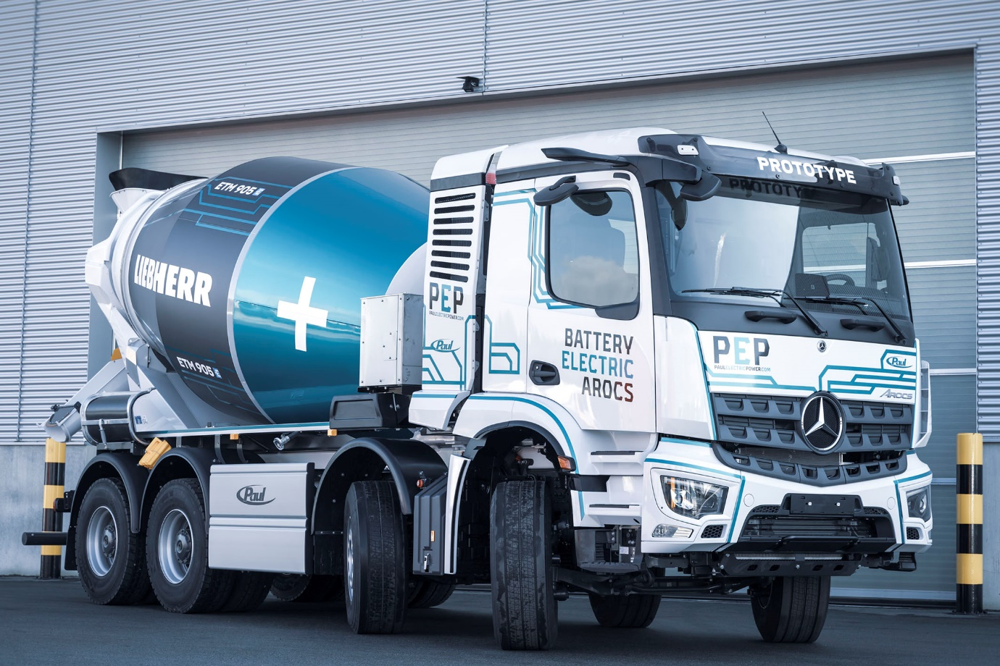 PROTOTYPE
PROTOTY
ETM 905
LIEBHERR
ETM 905
PEP
PAULELECTRICPOWER.COM
Paul
BATTERY
ELECTRIC
AROCS
PEP
PAULELECTRICPOWER.COM
Paul
AROCS
Paul